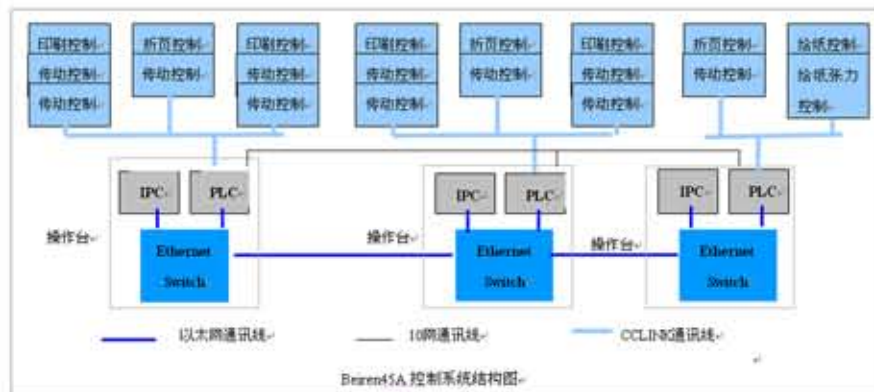 印刷控制 折页控制 印刷控制 印刷控制 折页控制 印刷控制 折页控制 给纸控制
传动控制 传动控制 传动控制 传动控制 传动控制 传动控制 传动控制 给纸张力
传动控制 传动控制 传动控制 传动控制 控制
IPC PLC IPC PLC IPC PLC
操作台 操作台 操作台
Ethernet Ethernet Ethernet
Switch Switch Switch
以太网通讯线 10网通讯线 CCLINK通讯线
45A 控制系统结构图